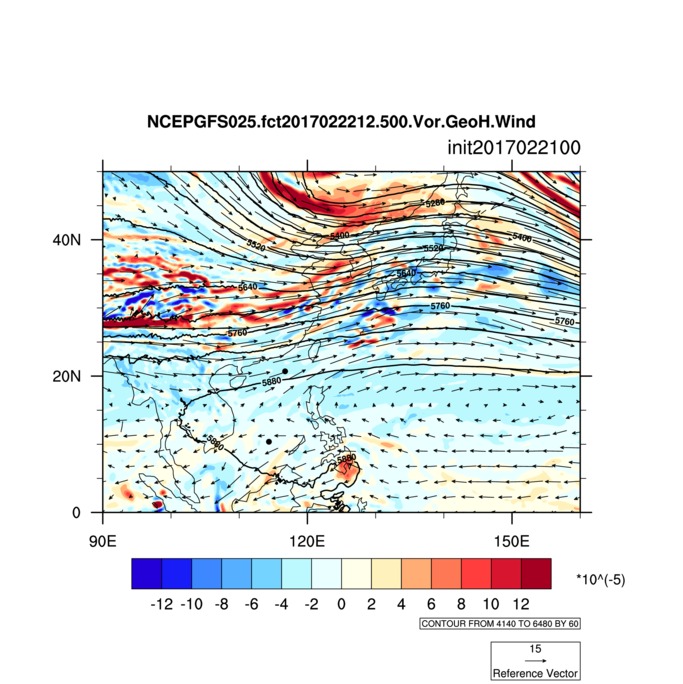 NCEPGFS025.fct2017022212.500.Vor.GeoH.Wind
init2017022100
5280
5400
5400
5520
5520
40N
5640
5640
5760
5760
5760
20N
5880
5880
5880
0
90E 120E 150E
-12 -10 -8 -6 -4 -2 0 2 4 6 8 10 12
*10^(-5)
CONTOUR FROM 4140 TO 6480 BY 60
15
Reference Vector